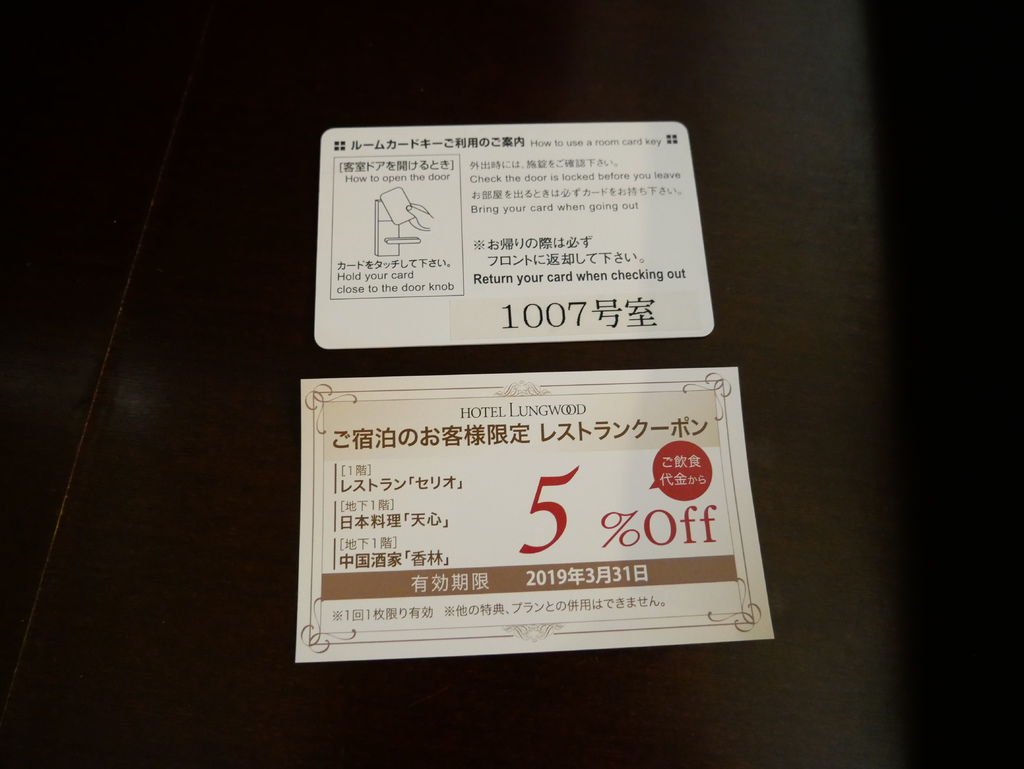 ルームカードキーご利用のご案内 How to use a room card key
[客室ドアを開けるとき]
How to open the door
カードをタッチして下さい。
Hold your card
close to the door knob
外出時には、施錠をご確認下さい。
Check the door is locked before you leave
お部屋を出るときは必ずカードをお持ち下さい。
Bring your card when going out
※お帰りの際は必ず
フロントに返却して下さい。
Return your card when checking out
1007号室
HOTEL LUNGWOOD
ご宿泊のお客様限定 レストランクーポン
[1階]
レストラン「セリオ」
[地下1階]
日本料理「天心」
[地下1階]
中国酒家「香林」
ご飲食
代金から
5%Off
有効期限 2019年3月31日
※1回1枚限り有効 ※他の特典、プランとの併用はできません。